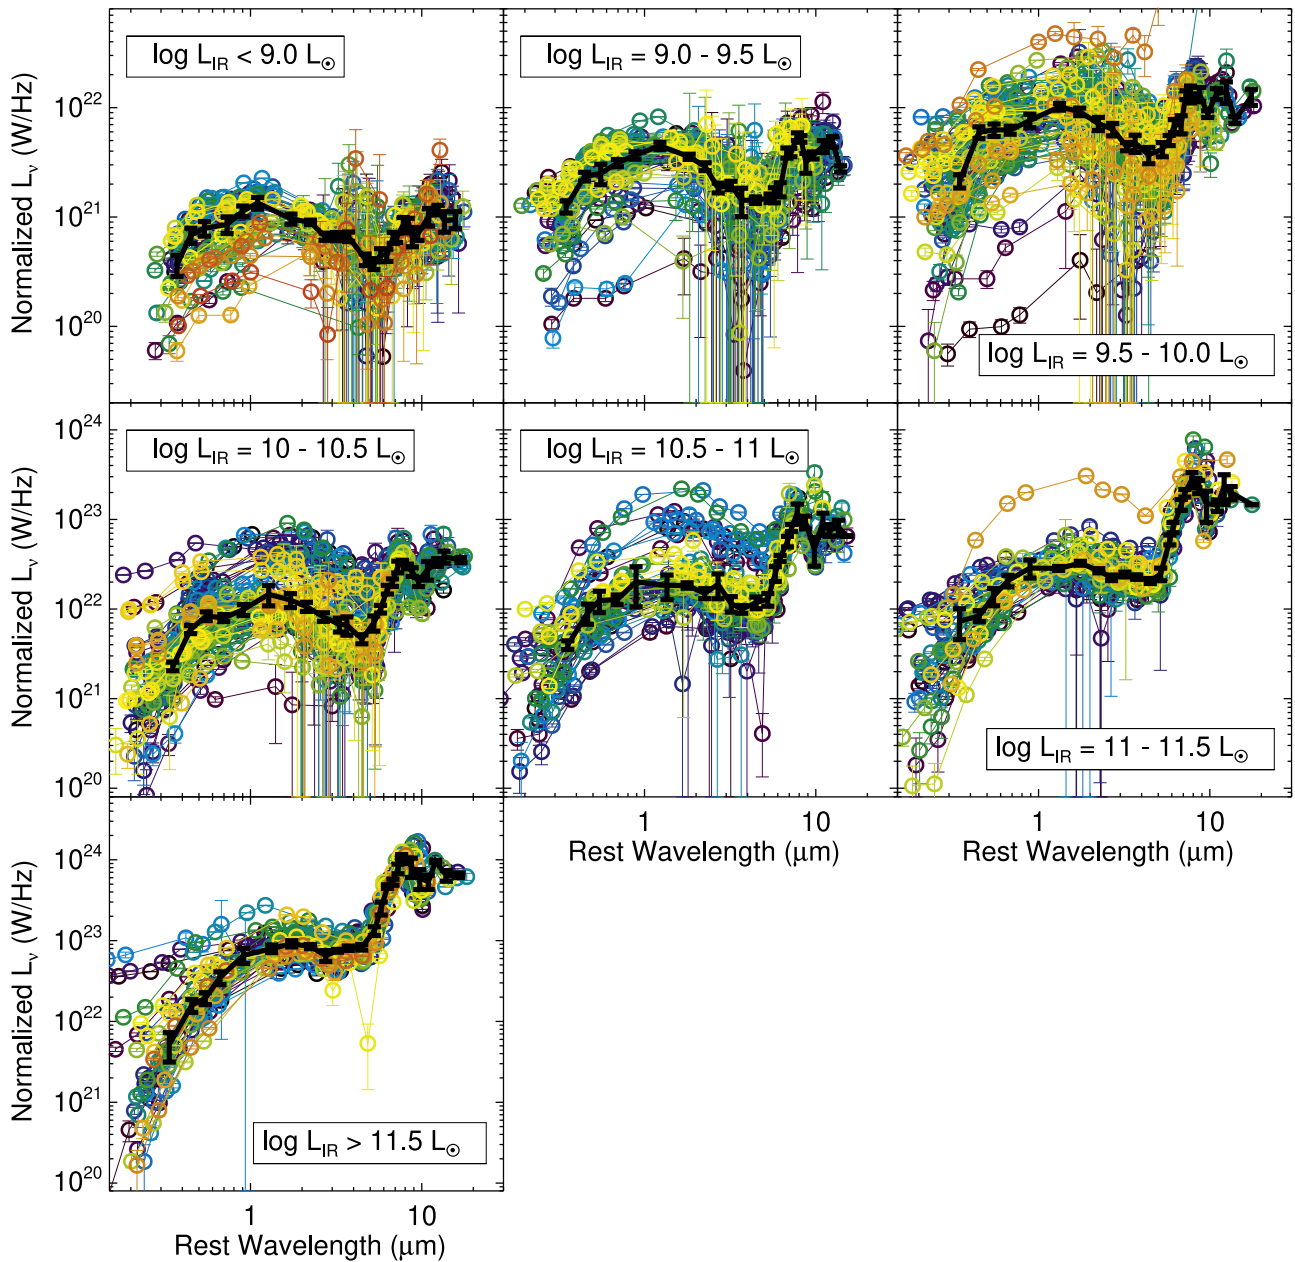 log L_IR < 9.0 L_⊙
log L_IR = 9.0 - 9.5 L_⊙
log L_IR = 9.5 - 10.0 L_⊙
Normalized L_ν (W/Hz)
10^22
10^21
10^20
log L_IR = 10 - 10.5 L_⊙
log L_IR = 10.5 - 11 L_⊙
log L_IR = 11 - 11.5 L_⊙
Normalized L_ν (W/Hz)
10^24
10^23
10^22
10^21
10^20
1 10
Rest Wavelength (μm)
1 10
Rest Wavelength (μm)
log L_IR > 11.5 L_⊙
Normalized L_ν (W/Hz)
10^24
10^23
10^22
10^21
10^20
1 10
Rest Wavelength (μm)